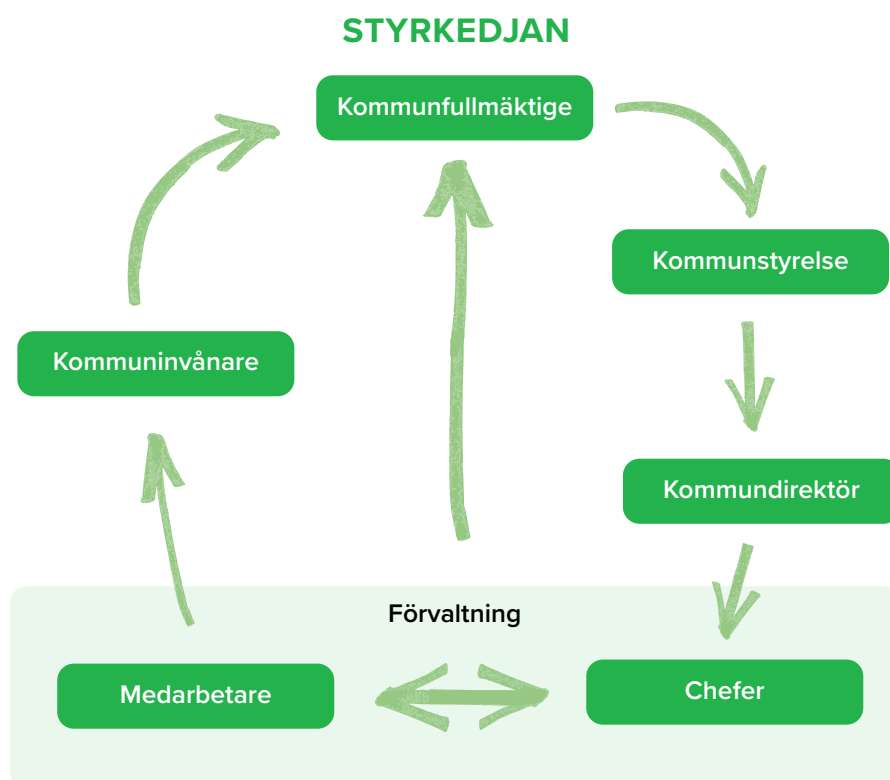 STYRKEDJAN
Kommunfullmäktige
Kommunstyrelse
Kommuninvånare
Kommundirektör
Förvaltning
Medarbetare
Chefer